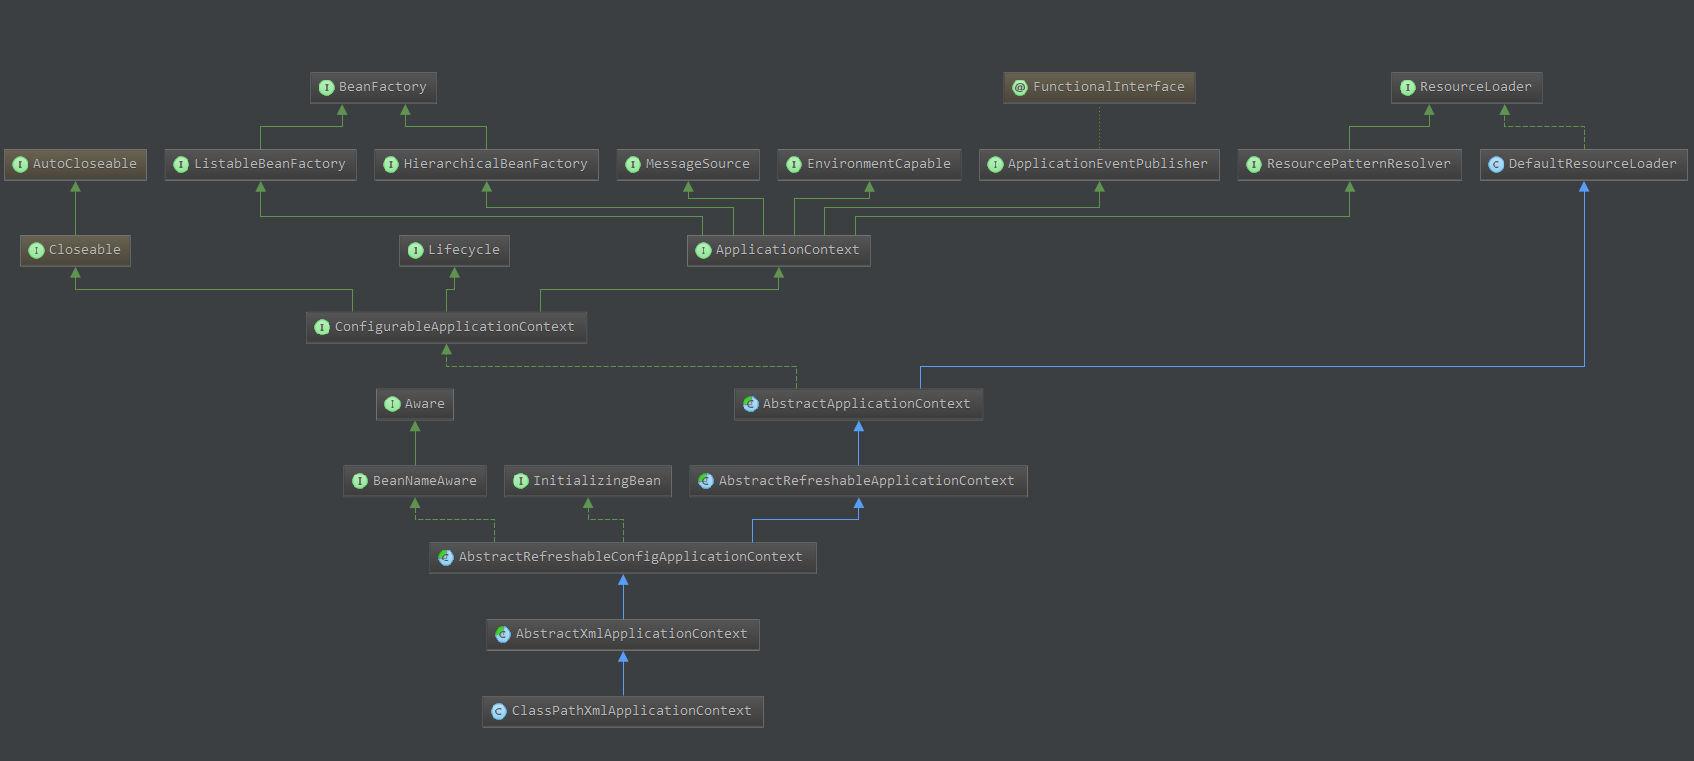 BeanFactory
FunctionalInterface
ResourceLoader
AutoCloseable
ListableBeanFactory
HierarchicalBeanFactory
MessageSource
EnvironmentCapable
ApplicationEventPublisher
ResourcePatternResolver
DefaultResourceLoader
Closeable
Lifecycle
ApplicationContext
ConfigurableApplicationContext
Aware
AbstractApplicationContext
BeanNameAware
InitializingBean
AbstractRefreshableApplicationContext
AbstractRefreshableConfigApplicationContext
AbstractXmlApplicationContext
ClassPathXmlApplicationContext